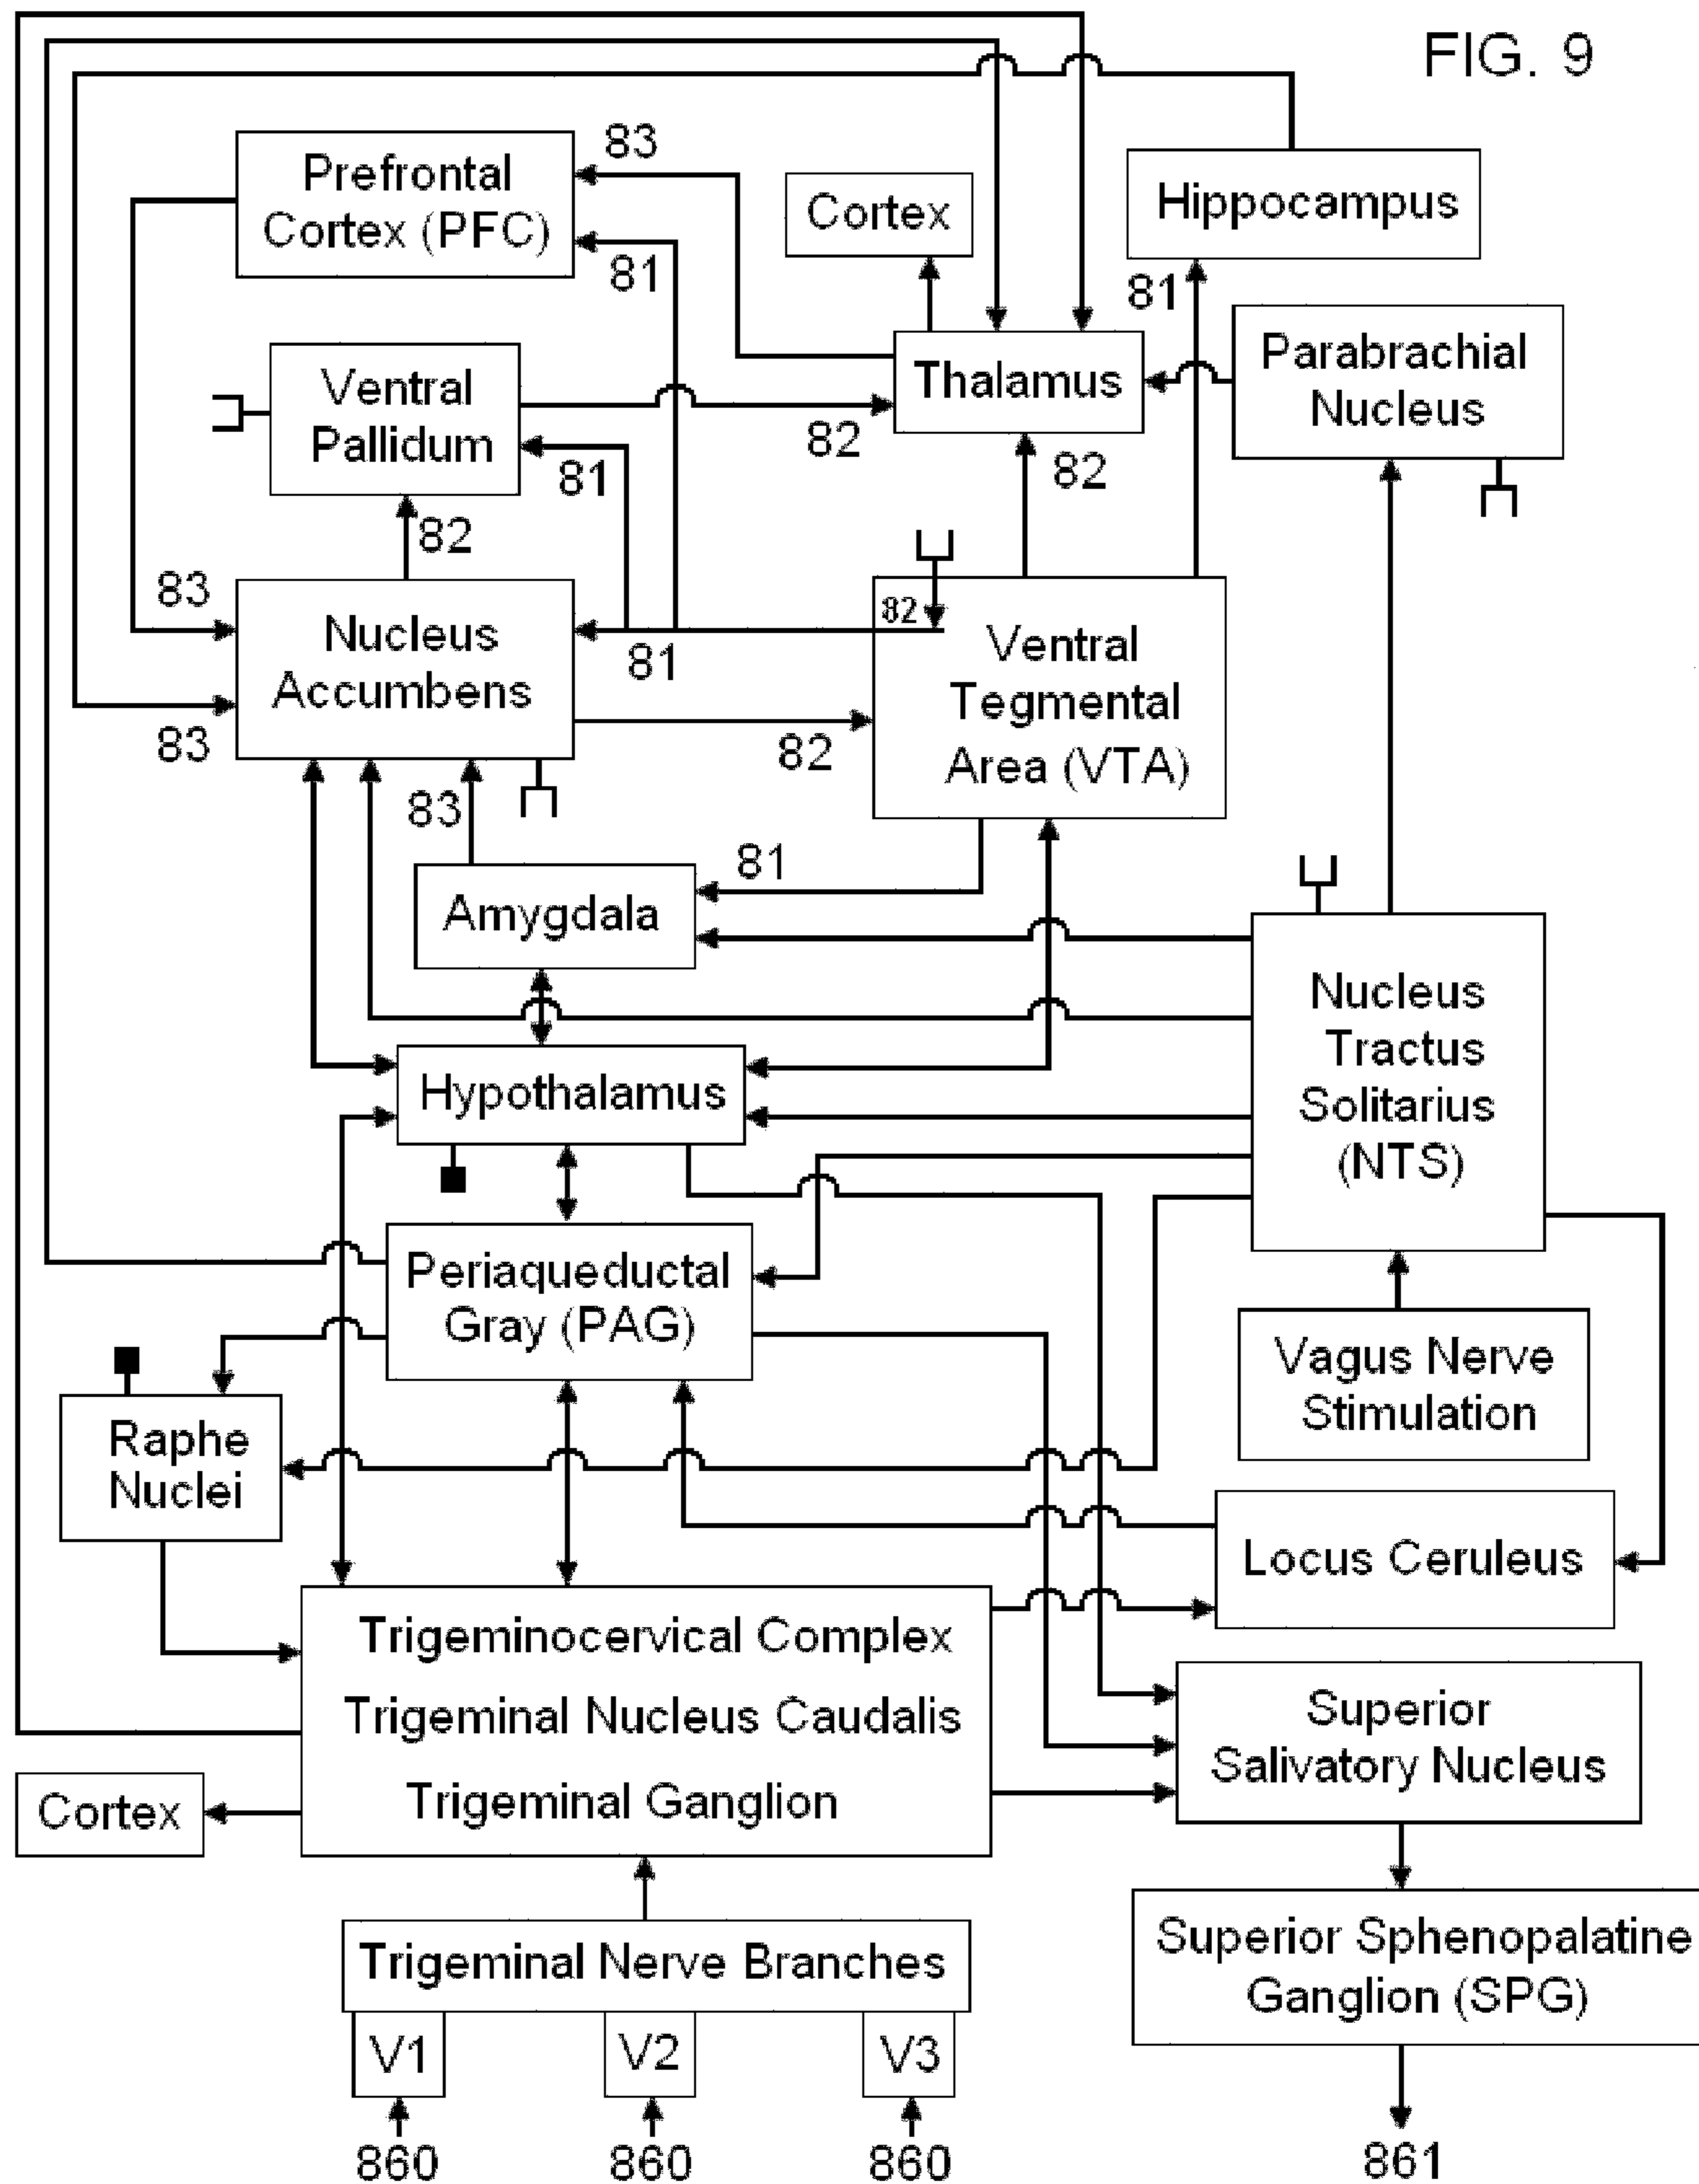 FIG. 9
Prefrontal
Cortex (PFC)
83
81
Cortex
Hippocampus
81
Parabrachial
Nucleus
Thalamus
Ventral
Pallidum
82
81
82
82
83
Nucleus
Accumbens
83
81
82
82
Ventral
Tegmental
Area (VTA)
83
81
Amygdala
Nucleus
Tractus
Solitarius
(NTS)
Hypothalamus
Periaqueductal
Gray (PAG)
Vagus Nerve
Stimulation
Raphe
Nuclei
Locus Ceruleus
Trigeminocervical Complex
Trigeminal Nucleus Caudalis
Trigeminal Ganglion
Superior
Salivatory Nucleus
Cortex
Trigeminal Nerve Branches
V1
V2
V3
Superior Sphenopalatine
Ganglion (SPG)
860
860
860
861